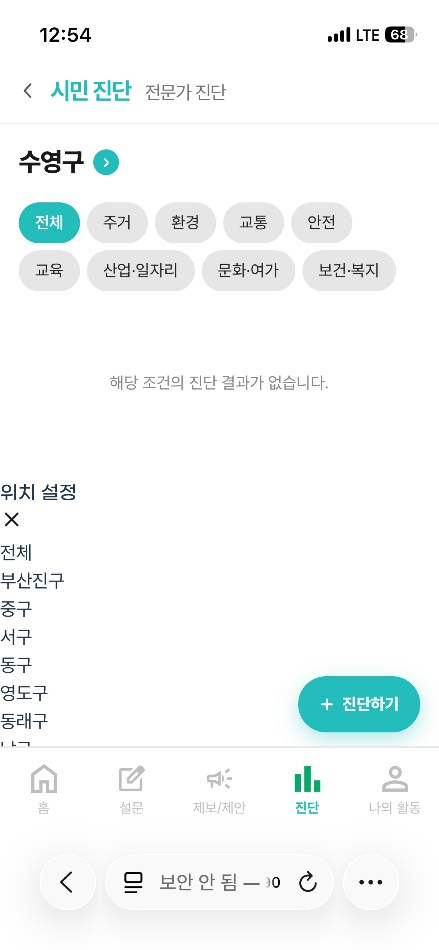 12:54 LTE 68
시민 진단 전문가 진단
수영구
전체 주거 환경 교통 안전
교육 산업·일자리 문화·여가 보건·복지
해당 조건의 진단 결과가 없습니다.
위치 설정
전체
부산진구
중구
서구
동구
영도구
동래구
+ 진단하기
홈 설문 제보/제안 진단 나의 활동
보안 안 됨 —